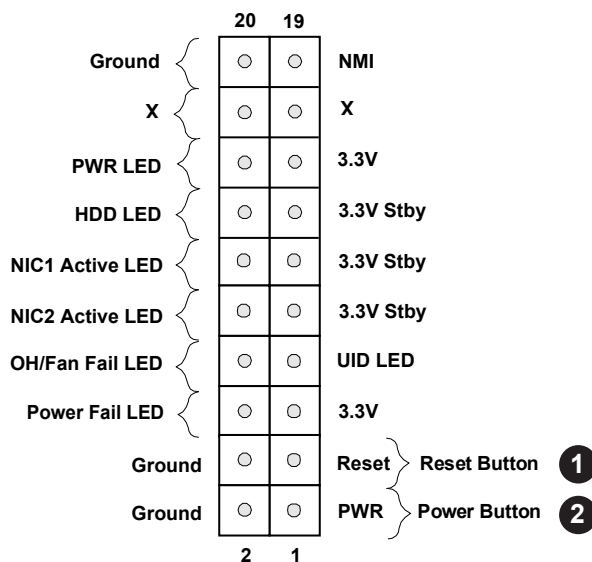 20 19
Ground NMI
X X
PWR LED 3.3V
HDD LED 3.3V Stby
NIC1 Active LED 3.3V Stby
NIC2 Active LED 3.3V Stby
OH/Fan Fail LED UID LED
Power Fail LED 3.3V
Ground Reset Reset Button 1
Ground PWR Power Button 2
2 1